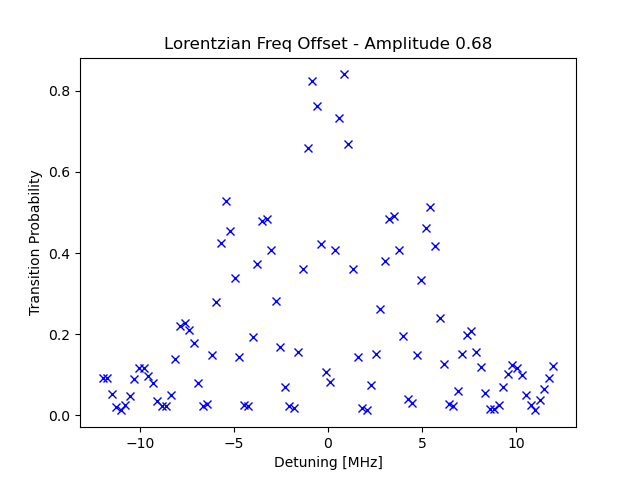 Lorentzian Freq Offset - Amplitude 0.68
Transition Probability
0.8
0.6
0.4
0.2
0.0
−10 −5 0 5 10
Detuning [MHz]